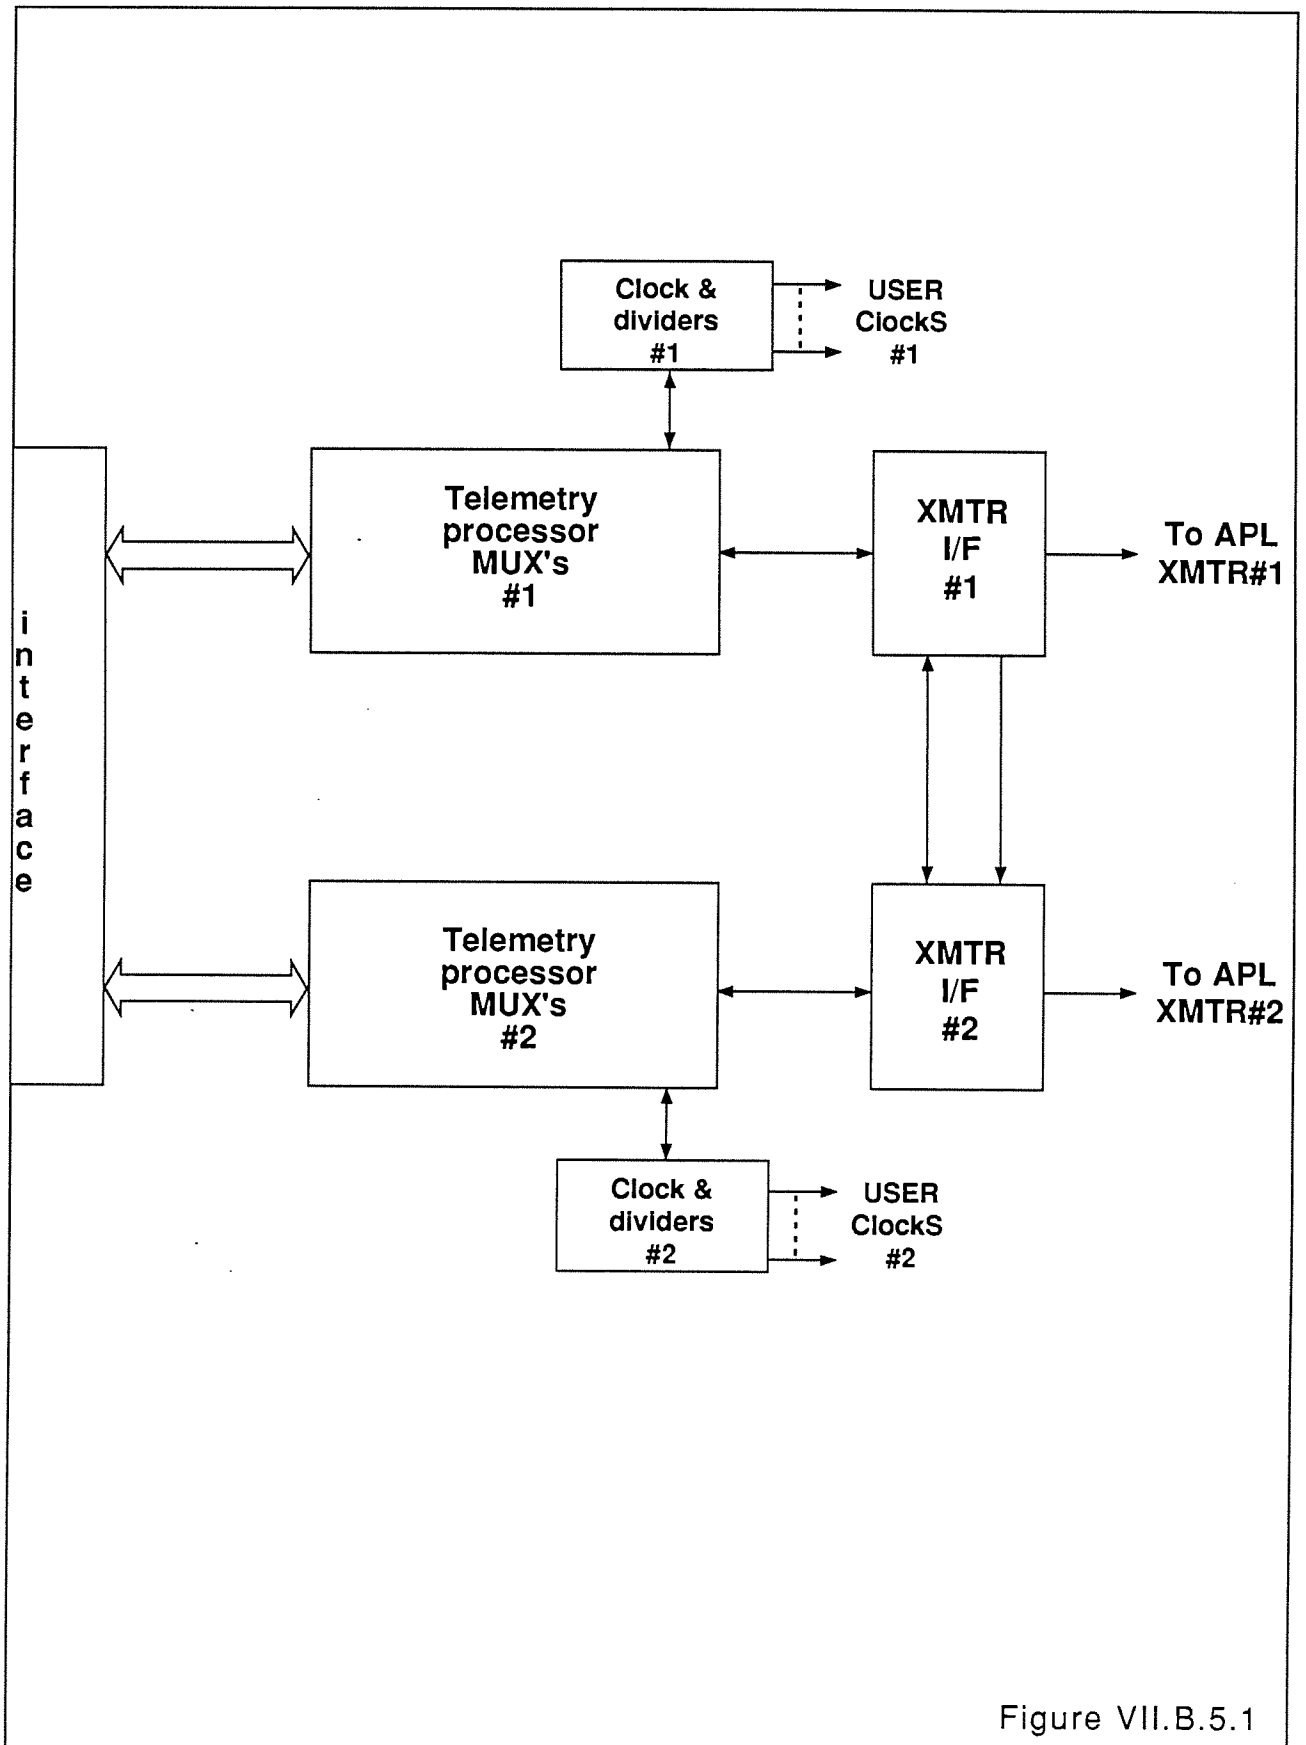 Clock &
dividers
#1
USER
ClockS
#1
Telemetry
processor
MUX's
#1
XMTR
I/F
#1
To APL
XMTR#1
interface
Telemetry
processor
MUX's
#2
XMTR
I/F
#2
To APL
XMTR#2
Clock &
dividers
#2
USER
ClockS
#2
Figure VII.B.5.1